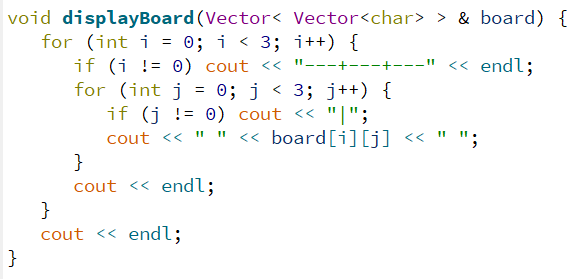 void displayBoard(Vector< Vector<char> > & board) {
   for (int i = 0; i < 3; i++) {
      if (i != 0) cout << "---+---+---" << endl;
      for (int j = 0; j < 3; j++) {
         if (j != 0) cout << "|";
         cout << " " << board[i][j] << " ";
      }
      cout << endl;
   }
   cout << endl;
}